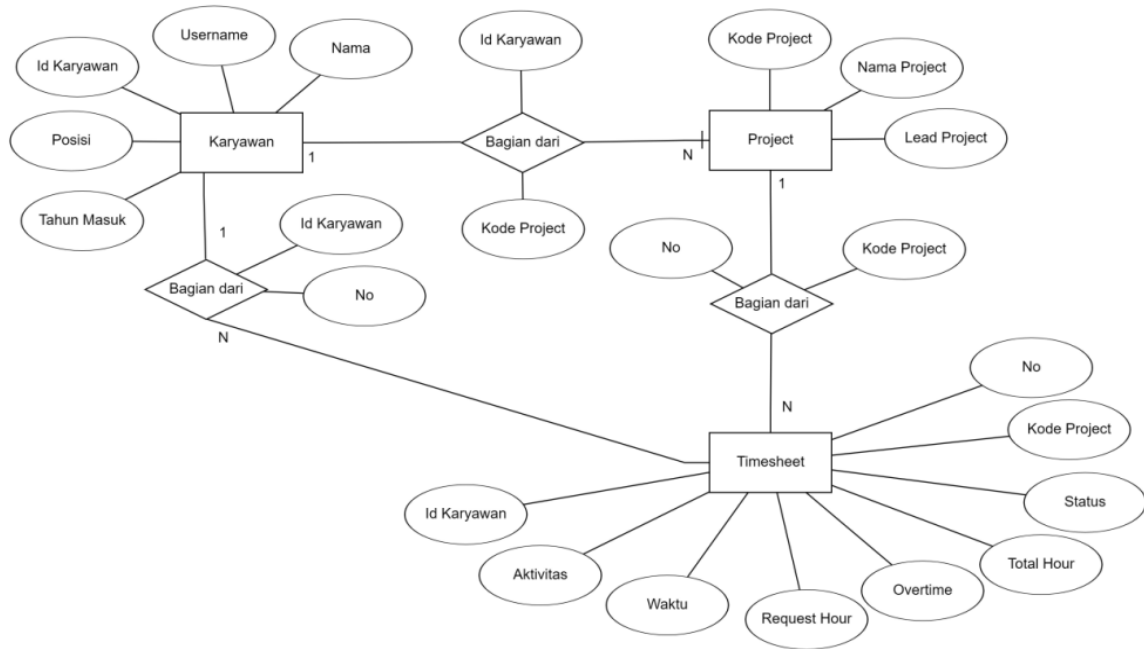 Username
Id Karyawan
Kode Project
Nama
Id Karyawan
Nama Project
Posisi
Karyawan
Bagian dari
Project
Lead Project
1
N
Tahun Masuk
1
Id Karyawan
Kode Project
1
No
Kode Project
Bagian dari
No
Bagian dari
N
No
N
Kode Project
Timesheet
Id Karyawan
Status
Aktivitas
Total Hour
Overtime
Waktu
Request Hour